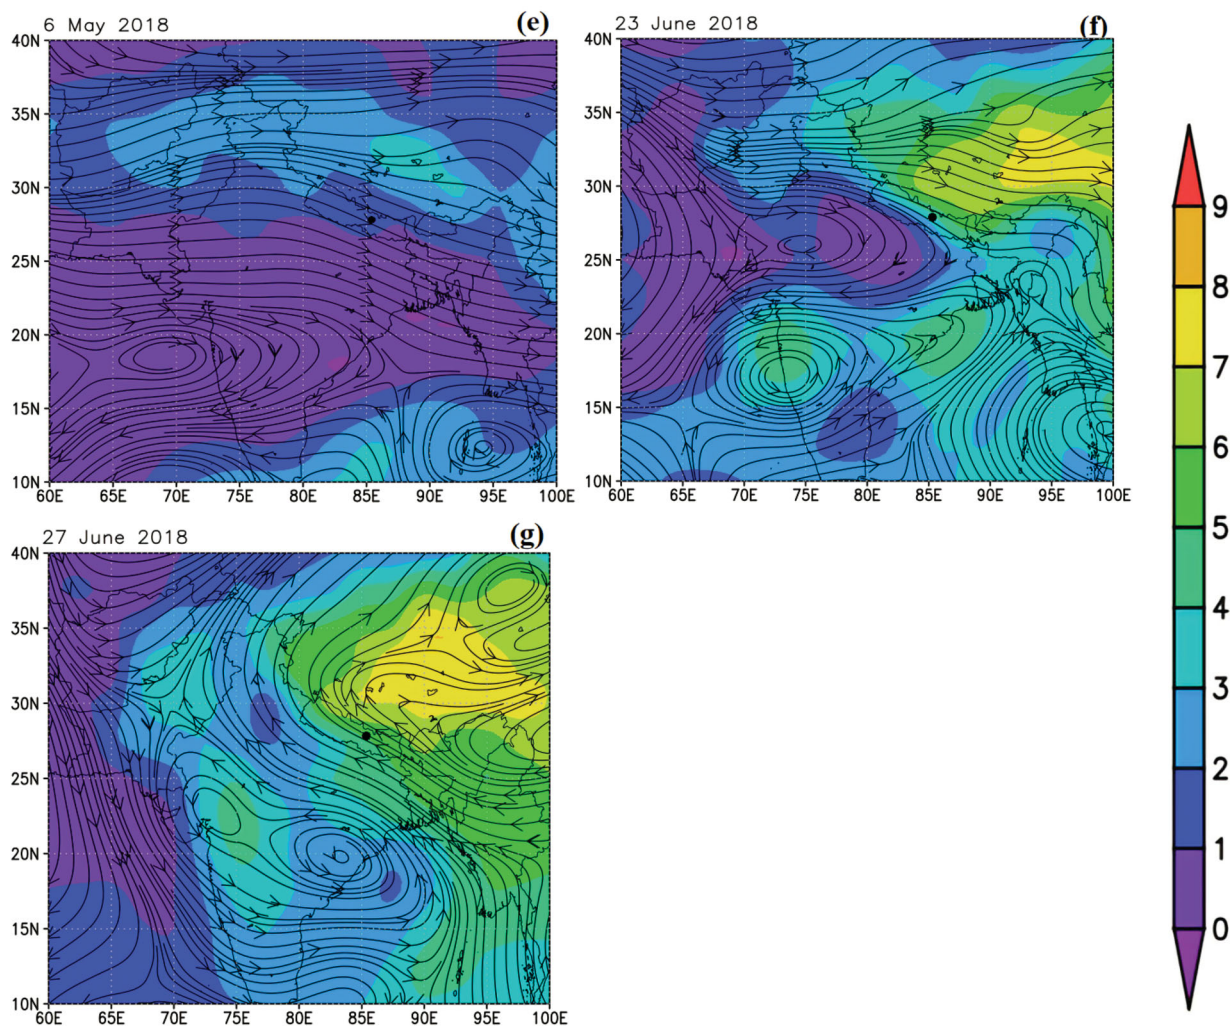 6 May 2018 (e)
23 June 2018 (f)
40N 40N
35N 35N
30N 30N
25N 25N
20N 20N
15N 15N
10N 10N
60E 65E 70E 75E 80E 85E 90E 95E 100E 60E 65E 70E 75E 80E 85E 90E 95E 100E
27 June 2018 (g)
40N
35N
30N
25N
20N
15N
10N
60E 65E 70E 75E 80E 85E 90E 95E 100E
9
8
7
6
5
4
3
2
1
0